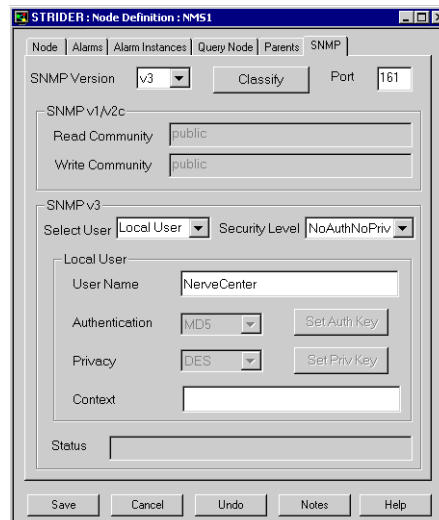 STRIDER : Node Definition : NMS1
Node Alarms Alarm Instances Query Node Parents SNMP
SNMP Version v3 Classify Port 161
SNMP v1/v2c
Read Community public
Write Community public
SNMP v3
Select User Local User Security Level NoAuthNoPriv
Local User
User Name NerveCenter
Authentication MD5 Set Auth Key
Privacy DES Set Priv Key
Context
Status
Save Cancel Undo Notes Help